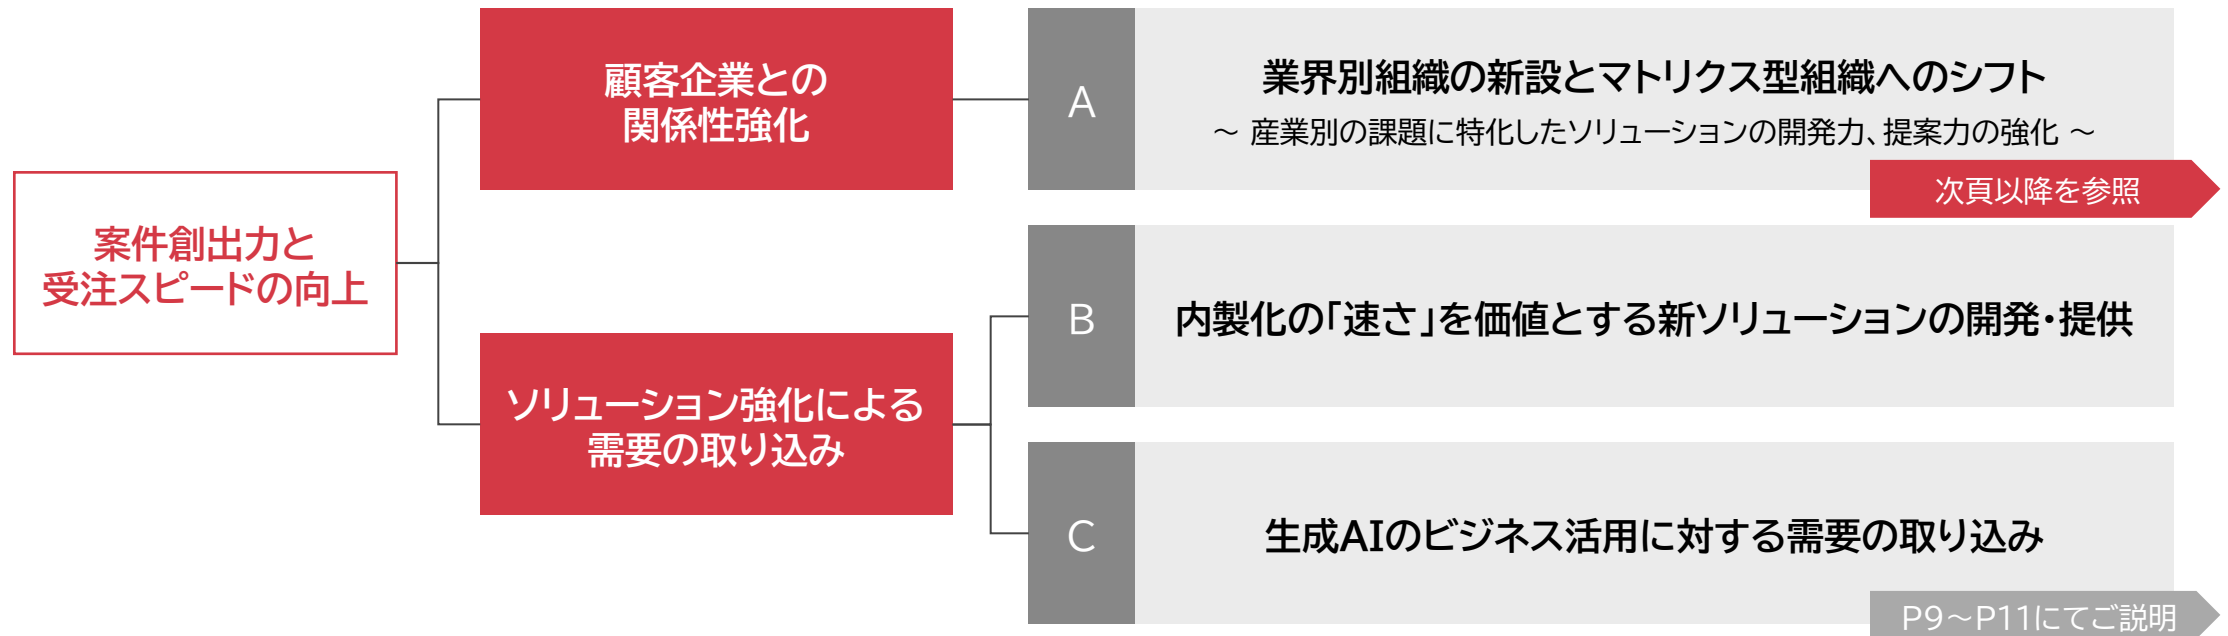 案件創出力と
受注スピードの向上
顧客企業との
関係性強化
A
業界別組織の新設とマトリクス型組織へのシフト
～ 産業別の課題に特化したソリューションの開発力、提案力の強化 ～
次頁以降を参照
ソリューション強化による
需要の取り込み
B
内製化の「速さ」を価値とする新ソリューションの開発・提供
C
生成AIのビジネス活用に対する需要の取り込み
P9～P11にてご説明